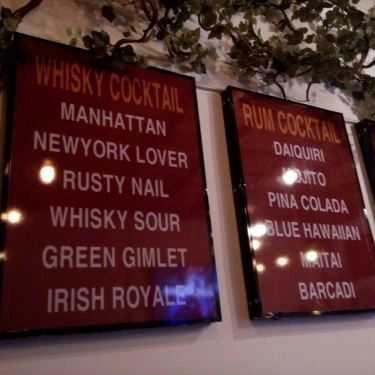 WHISKY COCKTAIL
MANHATTAN
NEWYORK LOVER
RUSTY NAIL
WHISKY SOUR
GREEN GIMLET
IRISH ROYALE
RUM COCKTAIL
DAIQUIRI
MOJITO
PINA COLADA
BLUE HAWAIIAN
MAITAI
BARCADI